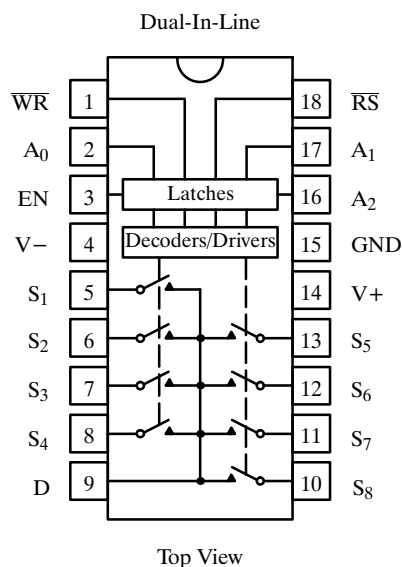 Dual-In-Line
WR 1 18 RS
A0 2 17 A1
EN 3 Latches 16 A2
V− 4 Decoders/Drivers 15 GND
S1 5 14 V+
S2 6 13 S5
S3 7 12 S6
S4 8 11 S7
D 9 10 S8
Top View